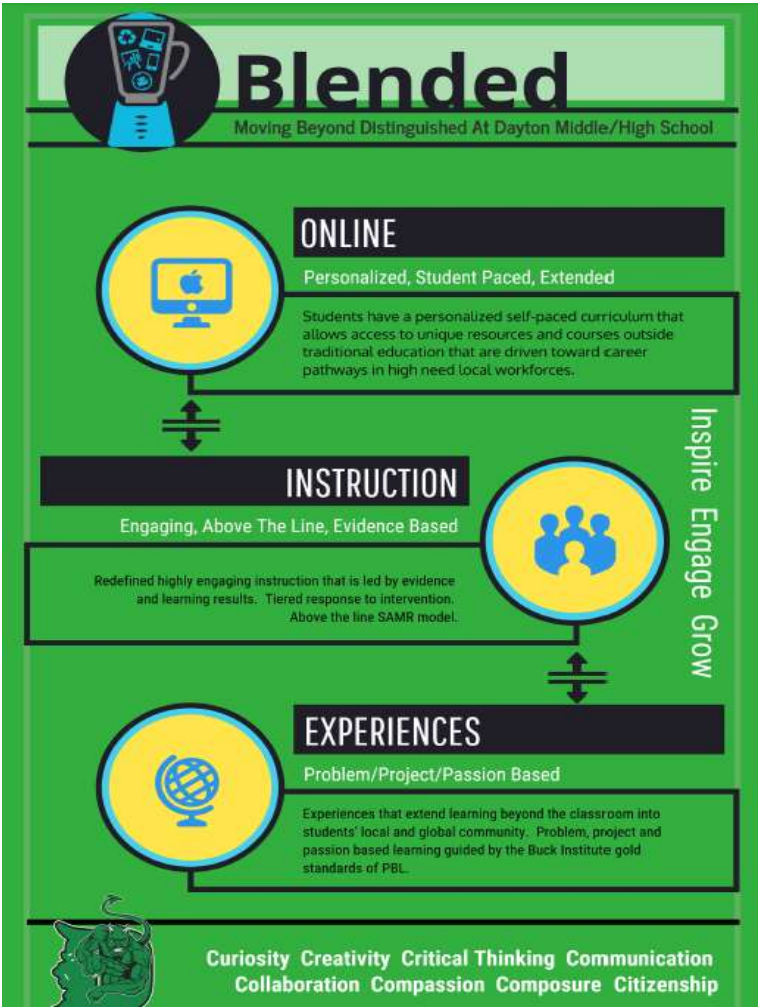 Blended
Moving Beyond Distinguished At Dayton Middle/High School
ONLINE
Personalized, Student Paced, Extended
Students have a personalized self-paced curriculum that
allows access to unique resources and courses outside
traditional education that are driven toward career
pathways in high need local workforces.
INSTRUCTION
Engaging, Above The Line, Evidence Based
Redefined highly engaging instruction that is led by evidence
and learning results. Tiered response to intervention.
Above the line SAMR model.
Inspire Engage Grow
EXPERIENCES
Problem/Project/Passion Based
Experiences that extend learning beyond the classroom into
students' local and global community. Problem, project and
passion based learning guided by the Buck Institute gold
standards of PBL.
Curiosity Creativity Critical Thinking Communication
Collaboration Compassion Composure Citizenship